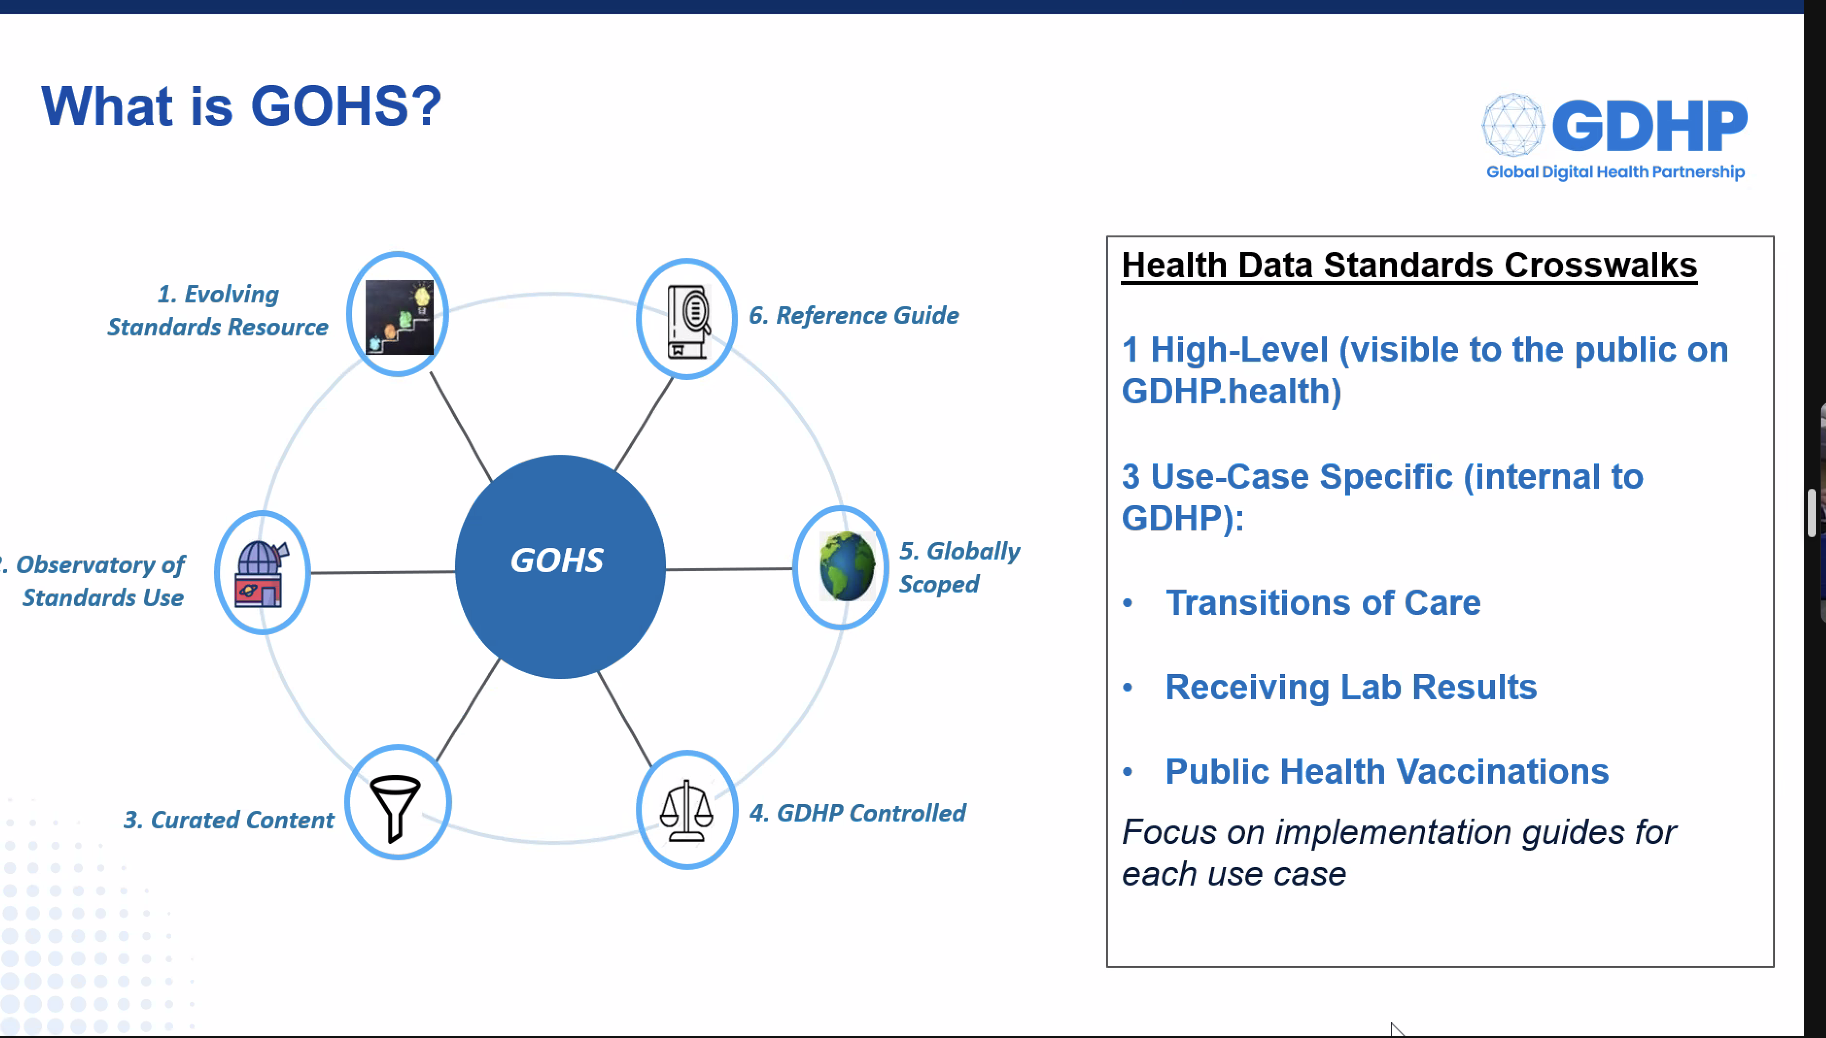 What is GOHS?
GDHP
Global Digital Health Partnership
1. Evolving
Standards Resource
6. Reference Guide
. Observatory of
Standards Use
GOHS
5. Globally
Scoped
3. Curated Content
4. GDHP Controlled
Health Data Standards Crosswalks
1 High-Level (visible to the public on
GDHP.health)
3 Use-Case Specific (internal to
GDHP):
• Transitions of Care
• Receiving Lab Results
• Public Health Vaccinations
Focus on implementation guides for
each use case